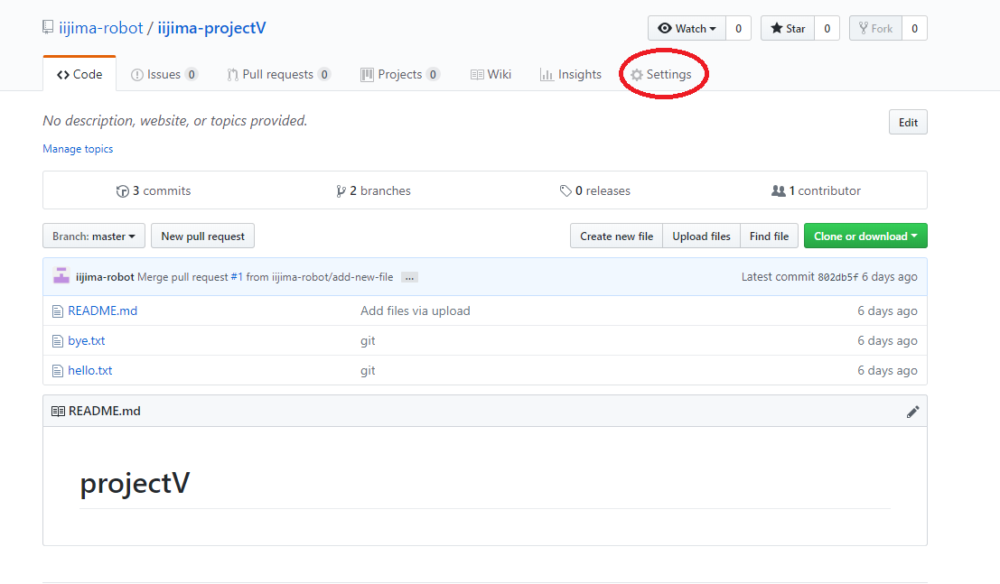 iijima-robot / iijima-projectV Watch 0 Star 0 Fork 0
Code Issues 0 Pull requests 0 Projects 0 Wiki Insights Settings
No description, website, or topics provided. Edit
Manage topics
3 commits 2 branches 0 releases 1 contributor
Branch: master New pull request Create new file Upload files Find file Clone or download
iijima-robot Merge pull request #1 from iijima-robot/add-new-file … Latest commit 802db5f 6 days ago
README.md Add files via upload 6 days ago
bye.txt git 6 days ago
hello.txt git 6 days ago
README.md
projectV